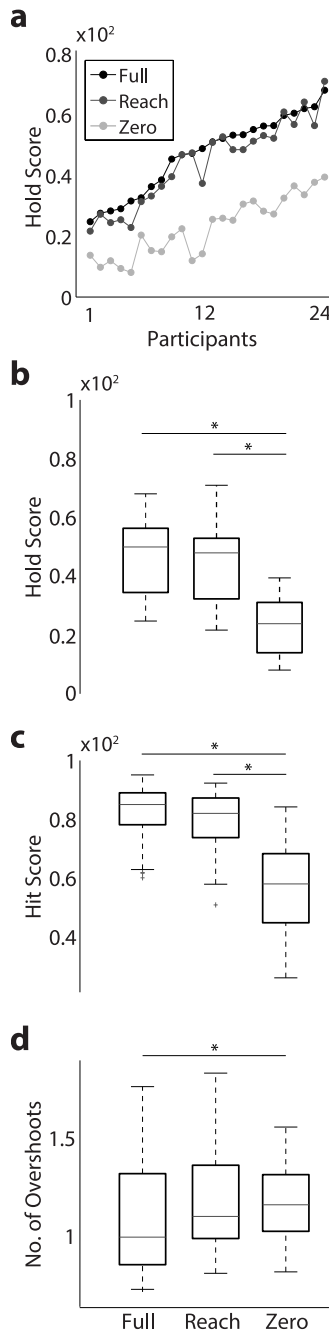 a
x10²
0.8
0.6
0.4
0.2
0
Hold Score
Full
Reach
Zero
1
12
24
Participants
b
x10²
1
0.8
0.6
0.4
0.2
0
Hold Score
*
*
c
x10²
1
0.8
0.6
0.4
Hit Score
*
*
d
1.5
1
No. of Overshoots
*
Full
Reach
Zero